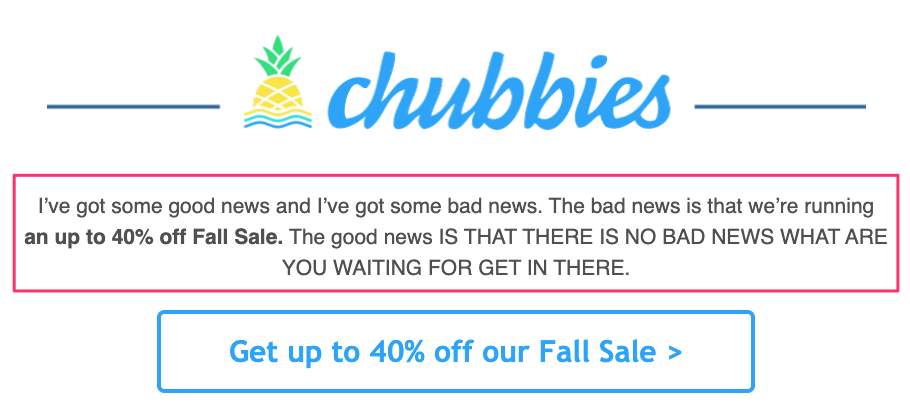 chubbies
I’ve got some good news and I’ve got some bad news. The bad news is that we’re running
an up to 40% off Fall Sale. The good news IS THAT THERE IS NO BAD NEWS WHAT ARE
YOU WAITING FOR GET IN THERE.
Get up to 40% off our Fall Sale >